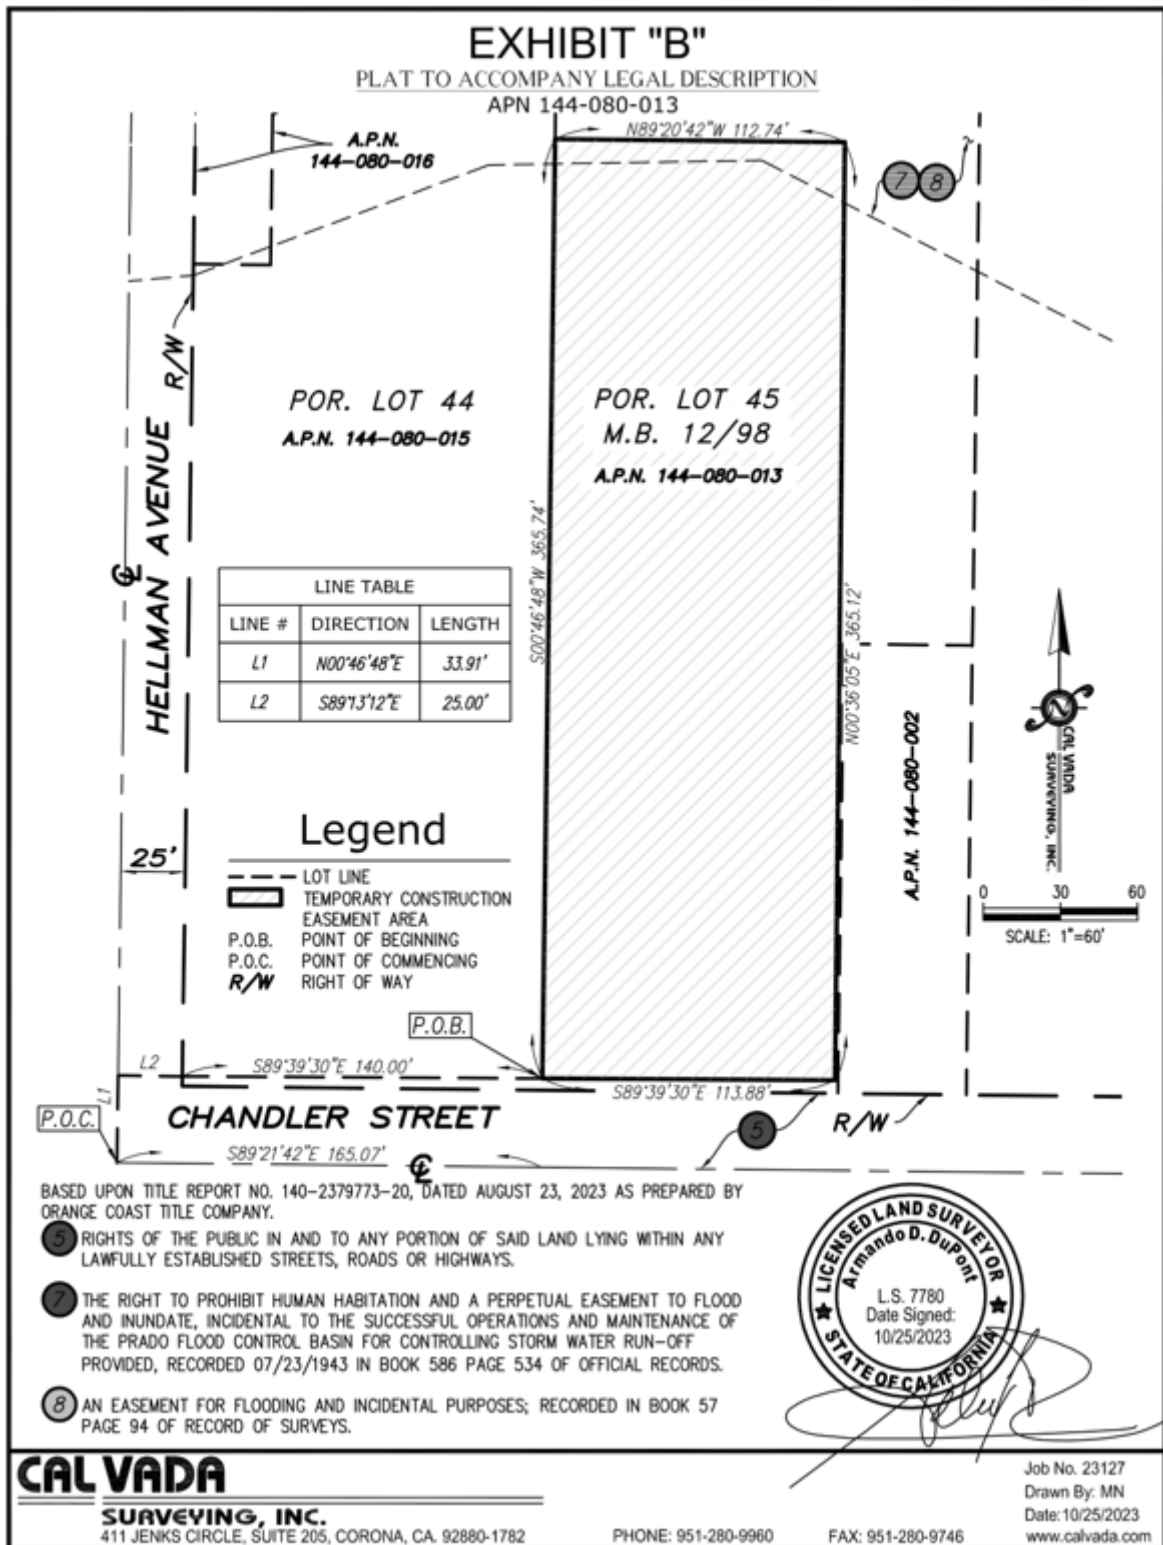 EXHIBIT "B"
PLAT TO ACCOMPANY LEGAL DESCRIPTION
APN 144-080-013
N89°20'42"W 112.74'
A.P.N.
144-080-016
7 8
R/W
HELLMAN AVENUE
℄
POR. LOT 44
A.P.N. 144-080-015
POR. LOT 45
M.B. 12/98
A.P.N. 144-080-013
S00°46'48"W 365.74'
N00°36'05"E 365.12'
A.P.N. 144-080-002
LINE TABLE
LINE # DIRECTION LENGTH
L1 N00°46'48"E 33.91'
L2 S89°13'12"E 25.00'
N
CAL VADA
SURVEYING, INC.
0 30 60
SCALE: 1"=60'
25'
Legend
LOT LINE
TEMPORARY CONSTRUCTION
EASEMENT AREA
P.O.B. POINT OF BEGINNING
P.O.C. POINT OF COMMENCING
R/W RIGHT OF WAY
P.O.B.
L2
S89°39'30"E 140.00'
S89°39'30"E 113.88'
L1
P.O.C.
CHANDLER STREET
5
R/W
S89°21'42"E 165.07'
℄
BASED UPON TITLE REPORT NO. 140-2379773-20, DATED AUGUST 23, 2023 AS PREPARED BY
ORANGE COAST TITLE COMPANY.
5 RIGHTS OF THE PUBLIC IN AND TO ANY PORTION OF SAID LAND LYING WITHIN ANY
LAWFULLY ESTABLISHED STREETS, ROADS OR HIGHWAYS.
7 THE RIGHT TO PROHIBIT HUMAN HABITATION AND A PERPETUAL EASEMENT TO FLOOD
AND INUNDATE, INCIDENTAL TO THE SUCCESSFUL OPERATIONS AND MAINTENANCE OF
THE PRADO FLOOD CONTROL BASIN FOR CONTROLLING STORM WATER RUN-OFF
PROVIDED, RECORDED 07/23/1943 IN BOOK 586 PAGE 534 OF OFFICIAL RECORDS.
8 AN EASEMENT FOR FLOODING AND INCIDENTAL PURPOSES; RECORDED IN BOOK 57
PAGE 94 OF RECORD OF SURVEYS.
LICENSED LAND SURVEYOR
Armando D. DuPont
L.S. 7780
Date Signed:
10/25/2023
STATE OF CALIFORNIA
CAL VADA
SURVEYING, INC.
411 JENKS CIRCLE, SUITE 205, CORONA, CA. 92880-1782
PHONE: 951-280-9960
FAX: 951-280-9746
Job No. 23127
Drawn By: MN
Date:10/25/2023
www.calvada.com